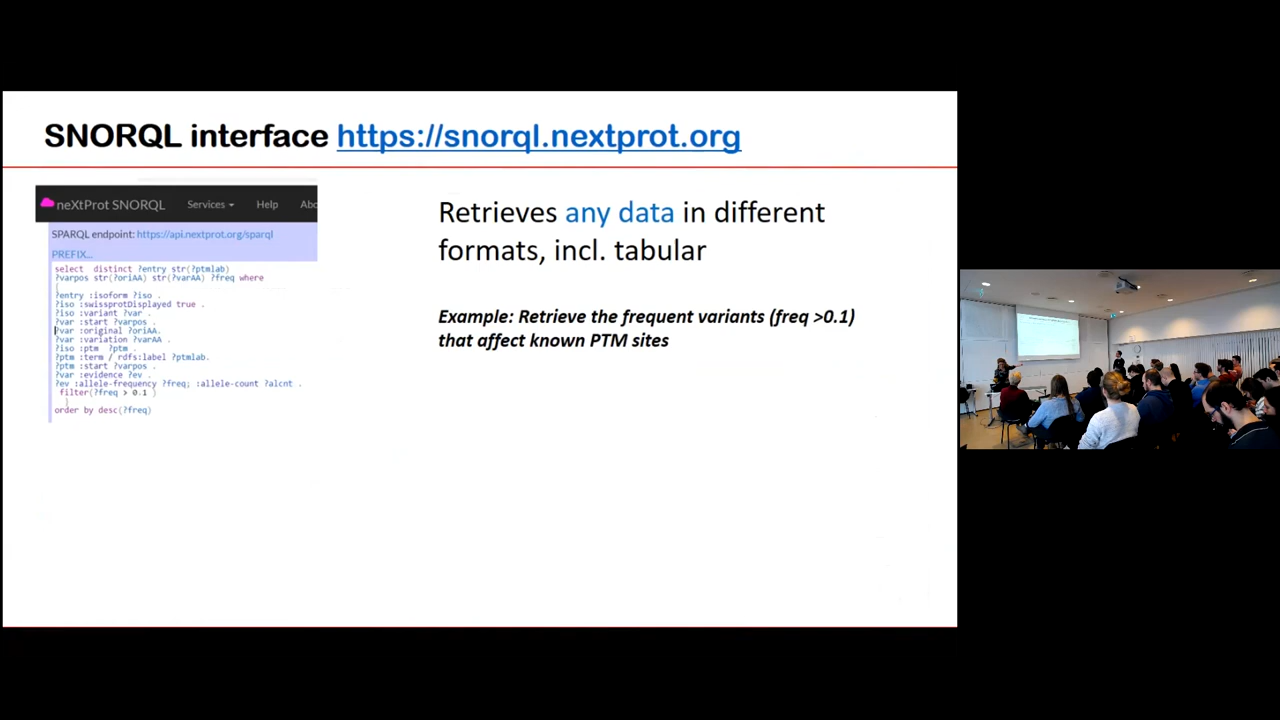 SNORQL interface https://snorql.nextprot.org
neXtProt SNORQL Services Help Abo
SPARQL endpoint: https://api.nextprot.org/sparql
PREFIX...
select distinct ?entry str(?ptmlab)
?varpos str(?oriAA) str(?varAA) ?freq where
{
?entry :isoform ?iso .
?iso :swissprotDisplayed true .
?iso :variant ?var .
?var :start ?varpos .
?var :original ?oriAA.
?var :variation ?varAA .
?iso :ptm ?ptm .
?ptm :term / rdfs:label ?ptmlab.
?ptm :start ?varpos .
?var :evidence ?ev .
?ev :allele-frequency ?freq; :allele-count ?alcnt .
filter(?freq > 0.1 )
}
order by desc(?freq)
Retrieves any data in different
formats, incl. tabular
Example: Retrieve the frequent variants (freq >0.1)
that affect known PTM sites